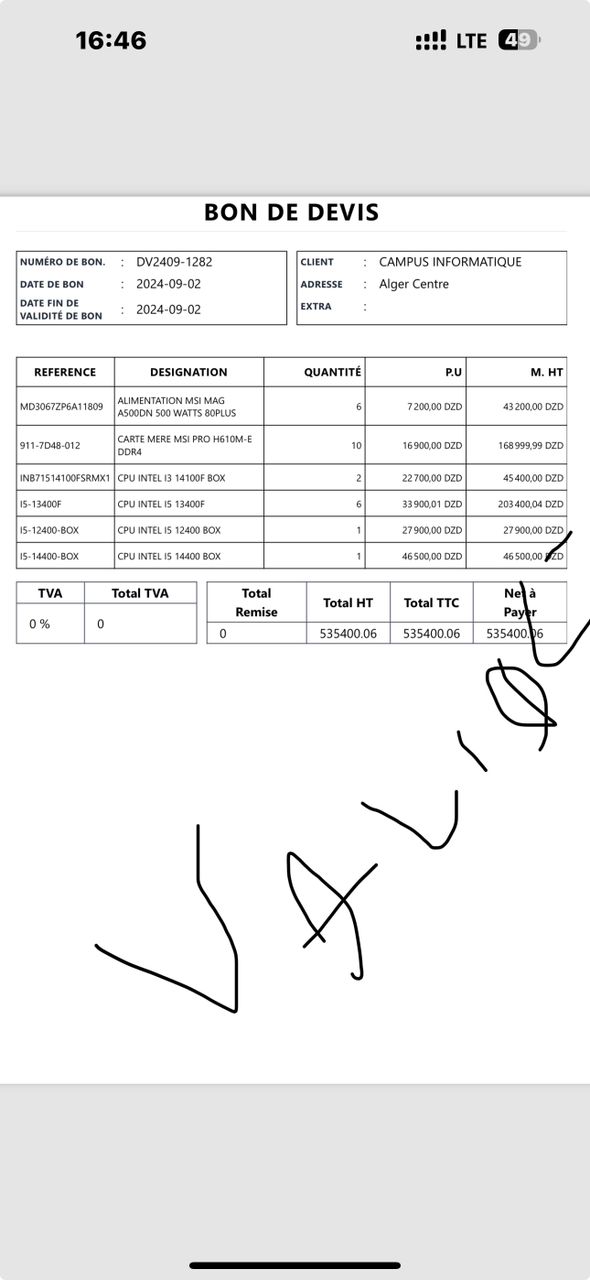 16:46 LTE 49
BON DE DEVIS
NUMÉRO DE BON. : DV2409-1282
DATE DE BON : 2024-09-02
DATE FIN DE
VALIDITÉ DE BON : 2024-09-02
CLIENT : CAMPUS INFORMATIQUE
ADRESSE : Alger Centre
EXTRA :
REFERENCE DESIGNATION QUANTITÉ P.U M. HT
MD3067ZP6A11809 ALIMENTATION MSI MAG A500DN 500 WATTS 80PLUS 6 7 200,00 DZD 43 200,00 DZD
911-7D48-012 CARTE MERE MSI PRO H610M-E DDR4 10 16 900,00 DZD 168 999,99 DZD
INB71514100FSRMX1 CPU INTEL I3 14100F BOX 2 22 700,00 DZD 45 400,00 DZD
I5-13400F CPU INTEL I5 13400F 6 33 900,01 DZD 203 400,04 DZD
I5-12400-BOX CPU INTEL I5 12400 BOX 1 27 900,00 DZD 27 900,00 DZD
I5-14400-BOX CPU INTEL I5 14400 BOX 1 46 500,00 DZD 46 500,00 DZD
TVA Total TVA
0 % 0
Total Remise Total HT Total TTC Net à Payer
0 535400.06 535400.06 535400.06
VALIDÉ